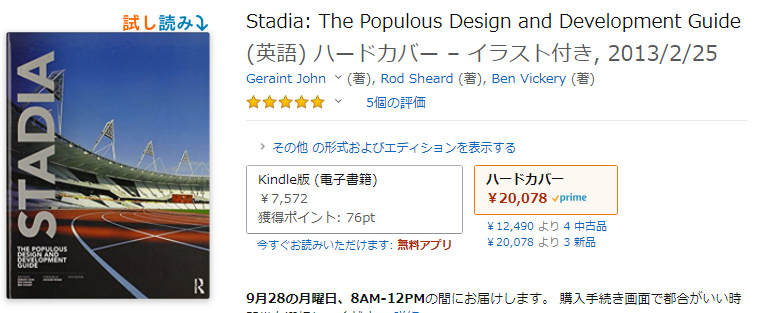 試し読み
STADIA
THE POPULOUS
DESIGN AND
DEVELOPMENT
GUIDE
R
Stadia: The Populous Design and Development Guide
(英語) ハードカバー – イラスト付き, 2013/2/25
Geraint John (著), Rod Sheard (著), Ben Vickery (著)
5個の評価
その他 の形式およびエディションを表示する
Kindle版 (電子書籍)
￥7,572
獲得ポイント: 76pt
今すぐお読みいただけます: 無料アプリ
ハードカバー
￥20,078 prime
￥12,490 より 4 中古品
￥20,078 より 3 新品
9月28の月曜日、8AM-12PMの間にお届けします。 購入手続き画面で都合がいい時